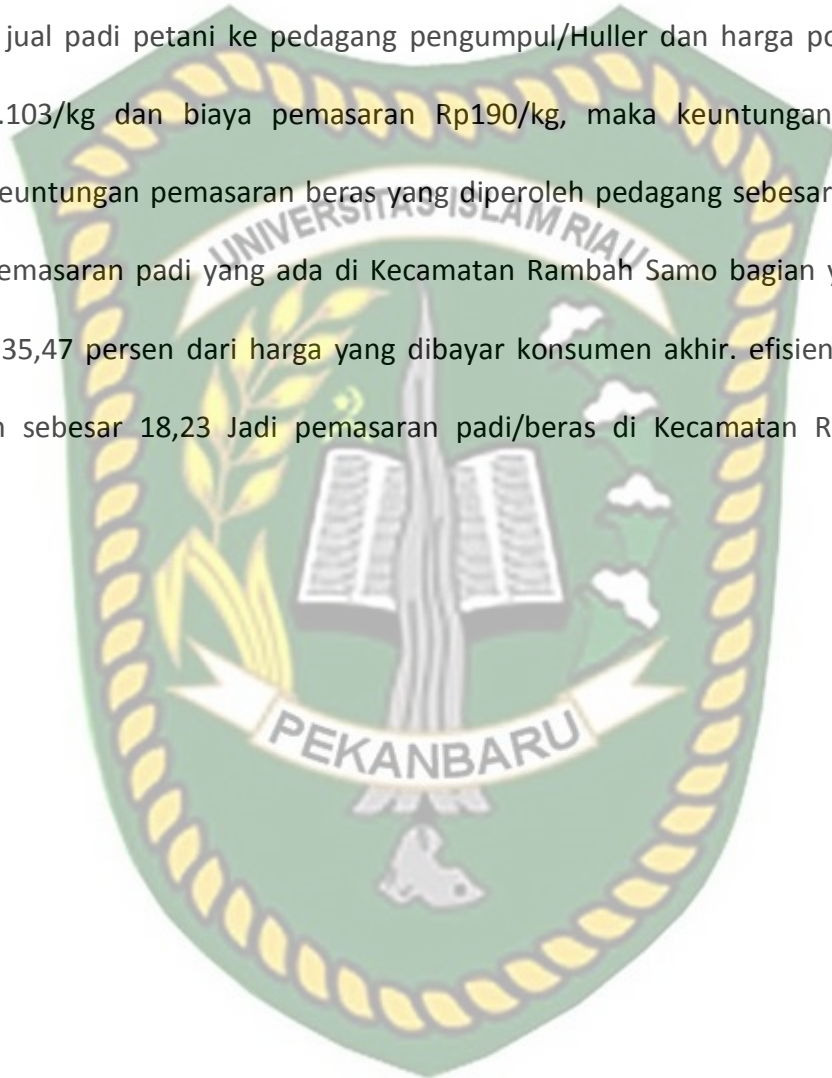 jual padi petani ke pedagang pengumpul/Huller dan harga po
.103/kg dan biaya pemasaran Rp190/kg, maka keuntungan
euntungan pemasaran beras yang diperoleh pedagang sebesar
UNIVERSITAS ISLAM RIAU
emasaran padi yang ada di Kecamatan Rambah Samo bagian y
35,47 persen dari harga yang dibayar konsumen akhir. efisien
n sebesar 18,23 Jadi pemasaran padi/beras di Kecamatan R
PEKANBARU